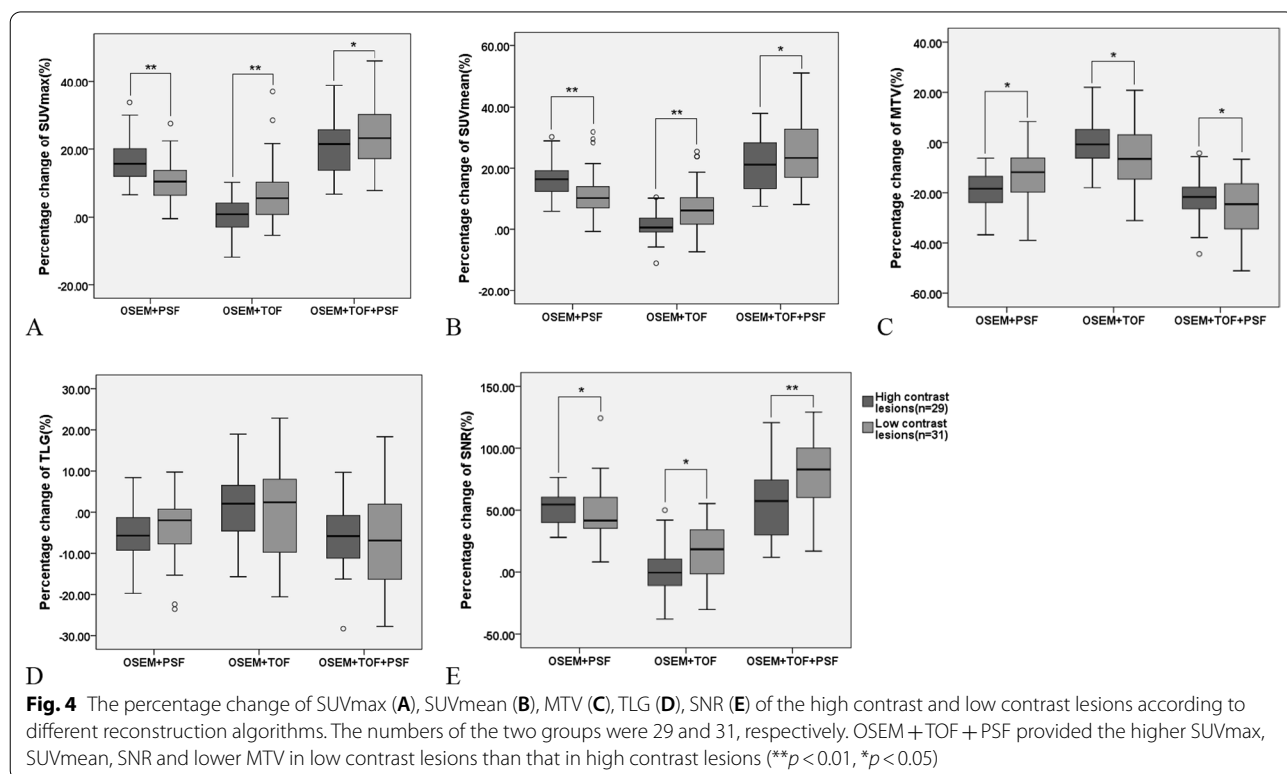 Percentage change of SUVmax(%)
40.00
20.00
.00
-20.00
**
**
*
OSEM+PSF
OSEM+TOF
OSEM+TOF+PSF
A
Percentage change of SUVmean(%)
60.00
40.00
20.00
.00
-20.00
**
**
*
OSEM+PSF
OSEM+TOF
OSEM+TOF+PSF
B
Percentage change of MTV(%)
40.00
20.00
.00
-20.00
-40.00
-60.00
*
*
*
OSEM+PSF
OSEM+TOF
OSEM+TOF+PSF
C
Percentage change of TLG(%)
30.00
20.00
10.00
.00
-10.00
-20.00
-30.00
OSEM+PSF
OSEM+TOF
OSEM+TOF+PSF
D
Percentage change of SNR(%)
150.00
100.00
50.00
.00
-50.00
*
*
**
OSEM+PSF
OSEM+TOF
OSEM+TOF+PSF
E
High contrast
lesions(n=29)
Low contrast
lesions(n=31)
Fig. 4 The percentage change of SUVmax (A), SUVmean (B), MTV (C), TLG (D), SNR (E) of the high contrast and low contrast lesions according to
different reconstruction algorithms. The numbers of the two groups were 29 and 31, respectively. OSEM + TOF + PSF provided the higher SUVmax,
SUVmean, SNR and lower MTV in low contrast lesions than that in high contrast lesions (**p < 0.01, *p < 0.05)